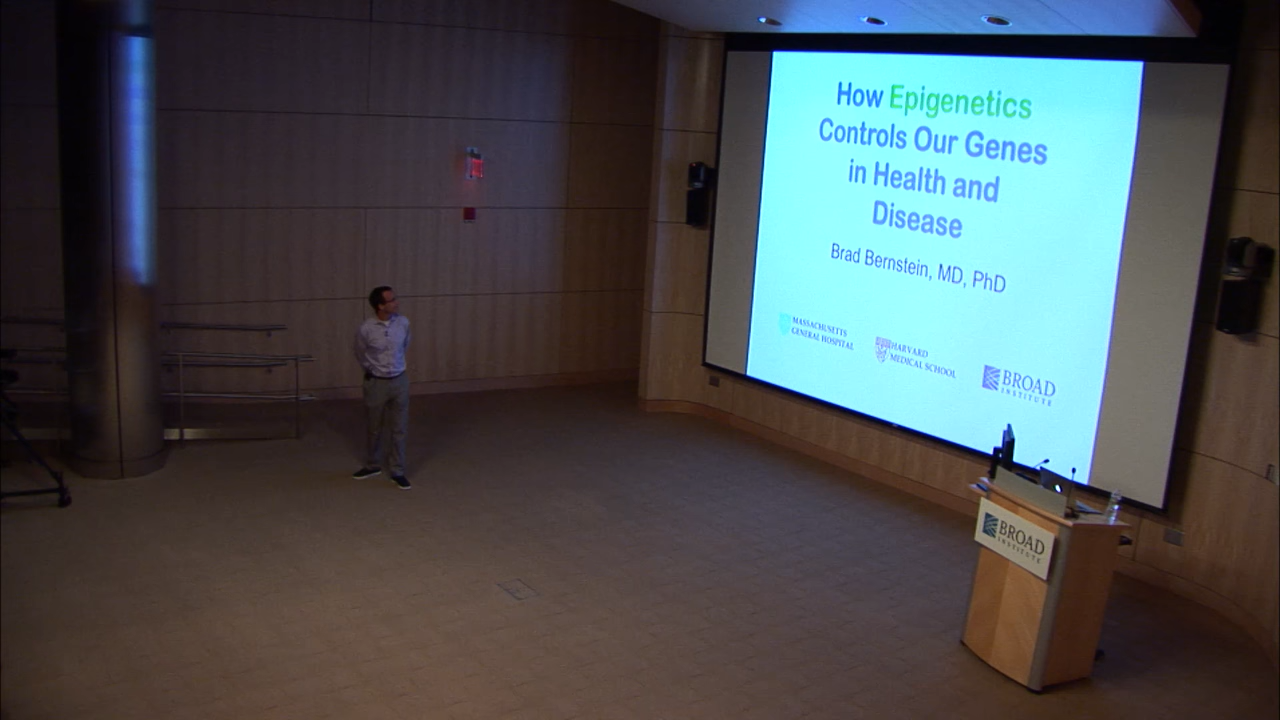 How Epigenetics
Controls Our Genes
in Health and
Disease
Brad Bernstein, MD, PhD
MASSACHUSETTS
GENERAL HOSPITAL
HARVARD
MEDICAL SCHOOL
BROAD
INSTITUTE
BROAD
INSTITUTE